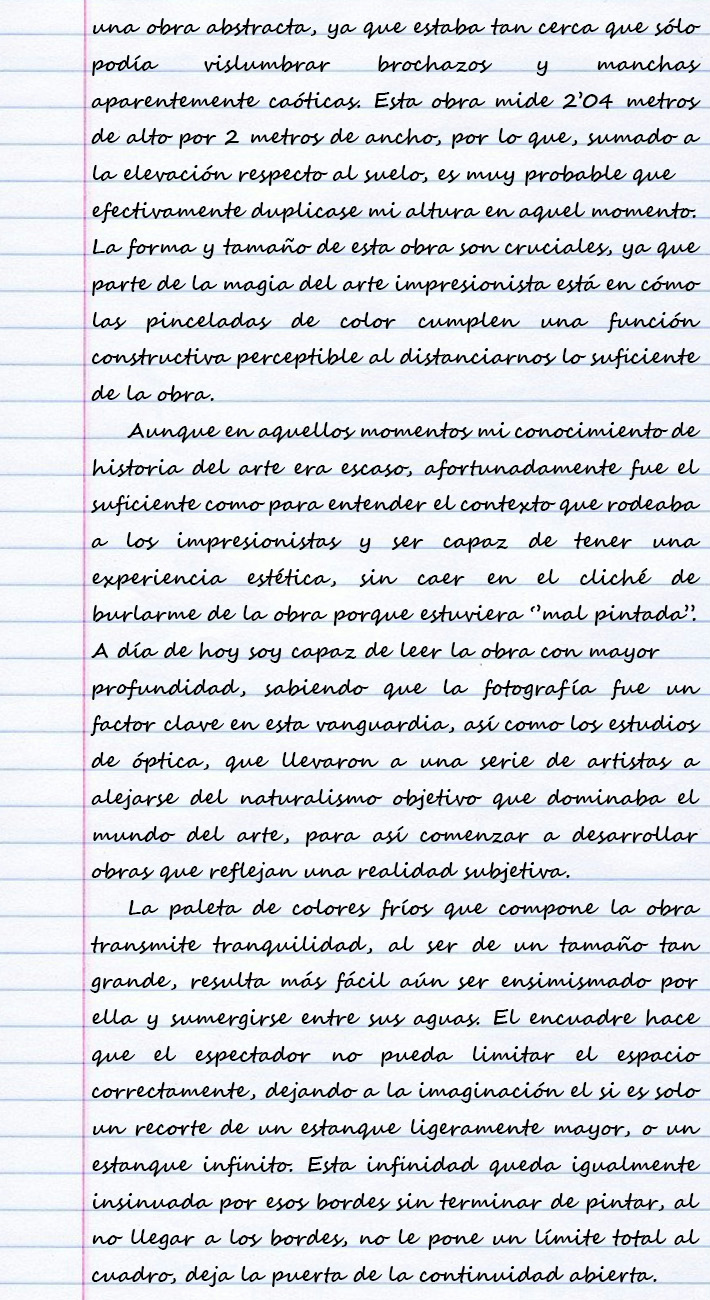 una obra abstracta, ya que estaba tan cerca que sólo
podía vislumbrar brochazos y manchas
aparentemente caóticas. Esta obra mide 2'04 metros
de alto por 2 metros de ancho, por lo que, sumado a
la elevación respecto al suelo, es muy probable que
efectivamente duplicase mi altura en aquel momento.
La forma y tamaño de esta obra son cruciales, ya que
parte de la magia del arte impresionista está en cómo
las pinceladas de color cumplen una función
constructiva perceptible al distanciarnos lo suficiente
de la obra.
Aunque en aquellos momentos mi conocimiento de
historia del arte era escaso, afortunadamente fue el
suficiente como para entender el contexto que rodeaba
a los impresionistas y ser capaz de tener una
experiencia estética, sin caer en el cliché de
burlarme de la obra porque estuviera “mal pintada”.
A día de hoy soy capaz de leer la obra con mayor
profundidad, sabiendo que la fotografía fue un
factor clave en esta vanguardia, así como los estudios
de óptica, que llevaron a una serie de artistas a
alejarse del naturalismo objetivo que dominaba el
mundo del arte, para así comenzar a desarrollar
obras que reflejan una realidad subjetiva.
La paleta de colores fríos que compone la obra
transmite tranquilidad, al ser de un tamaño tan
grande, resulta más fácil aún ser ensimismado por
ella y sumergirse entre sus aguas. El encuadre hace
que el espectador no pueda limitar el espacio
correctamente, dejando a la imaginación el si es solo
un recorte de un estanque ligeramente mayor, o un
estanque infinito. Esta infinidad queda igualmente
insinuada por esos bordes sin terminar de pintar, al
no llegar a los bordes, no le pone un límite total al
cuadro, deja la puerta de la continuidad abierta.